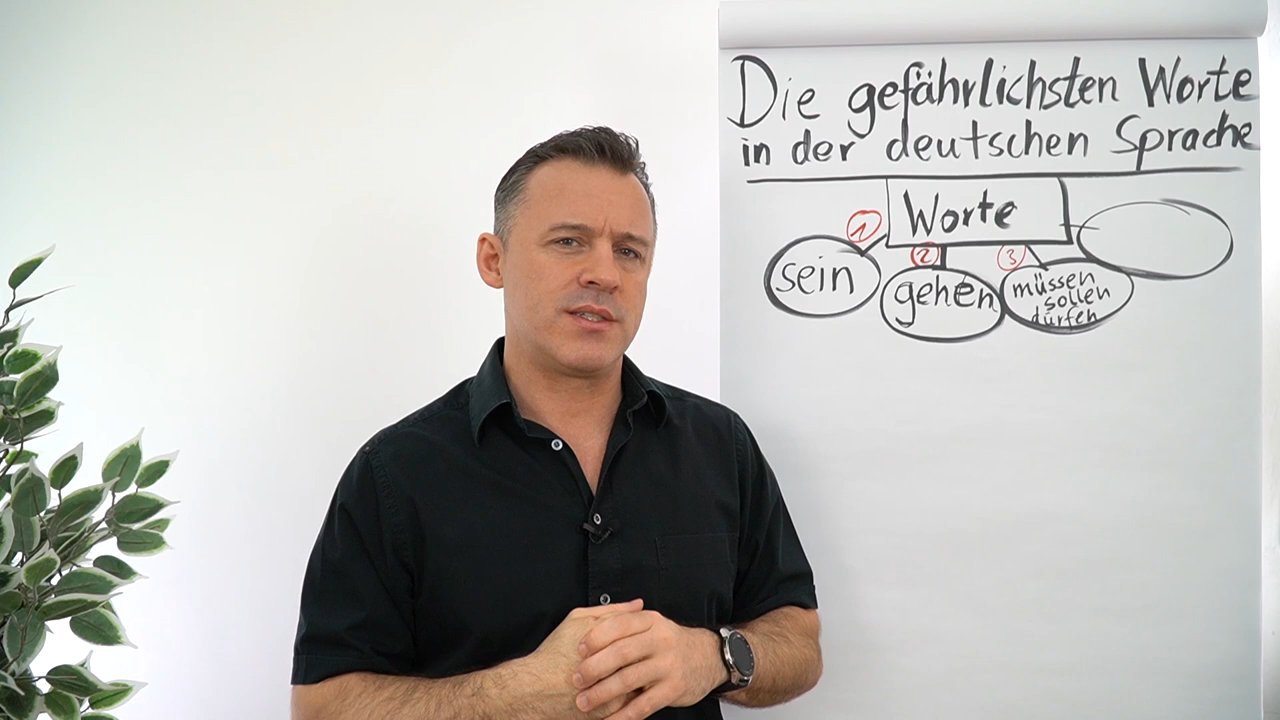 Die gefährlichsten Worte
in der deutschen Sprache
Worte
1
sein
2
gehen
3
müssen
sollen
dürfen